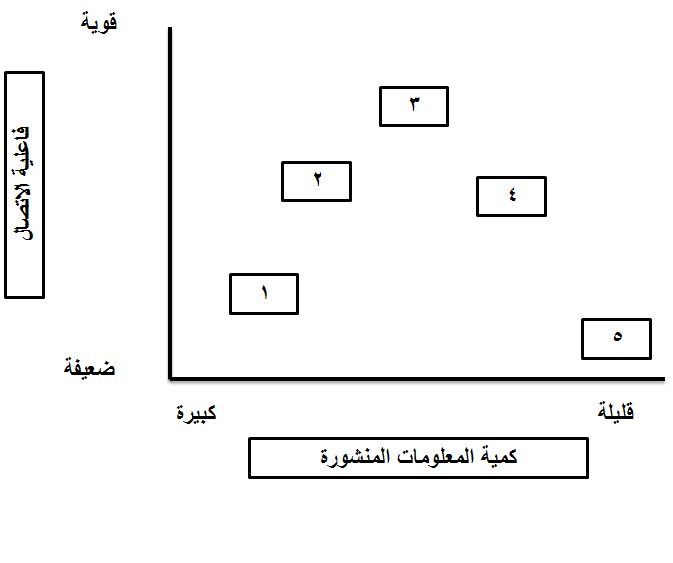 قوية
فاعلية الاتصال
٣
٢
٤
١
٥
ضعيفة
كبيرة
قليلة
كمية المعلومات المنشورة